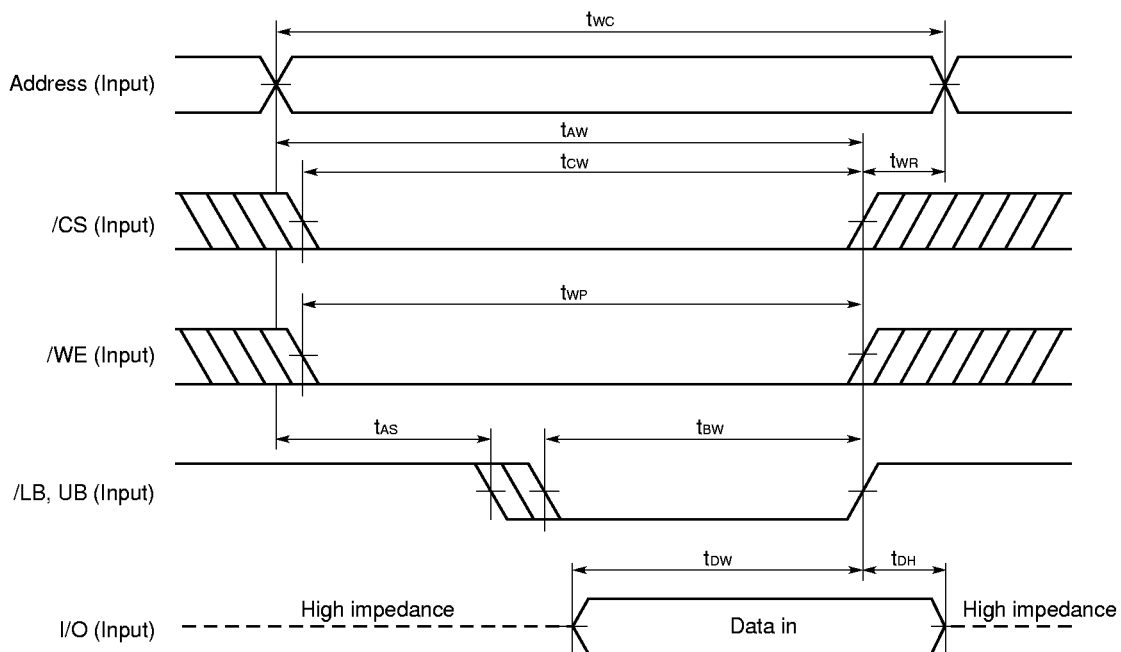 tWC
Address (Input)
tAW
tCW
tWR
/CS (Input)
tWP
/WE (Input)
tAS
tBW
/LB, UB (Input)
tDW
tDH
High impedance
High impedance
I/O (Input)
Data in